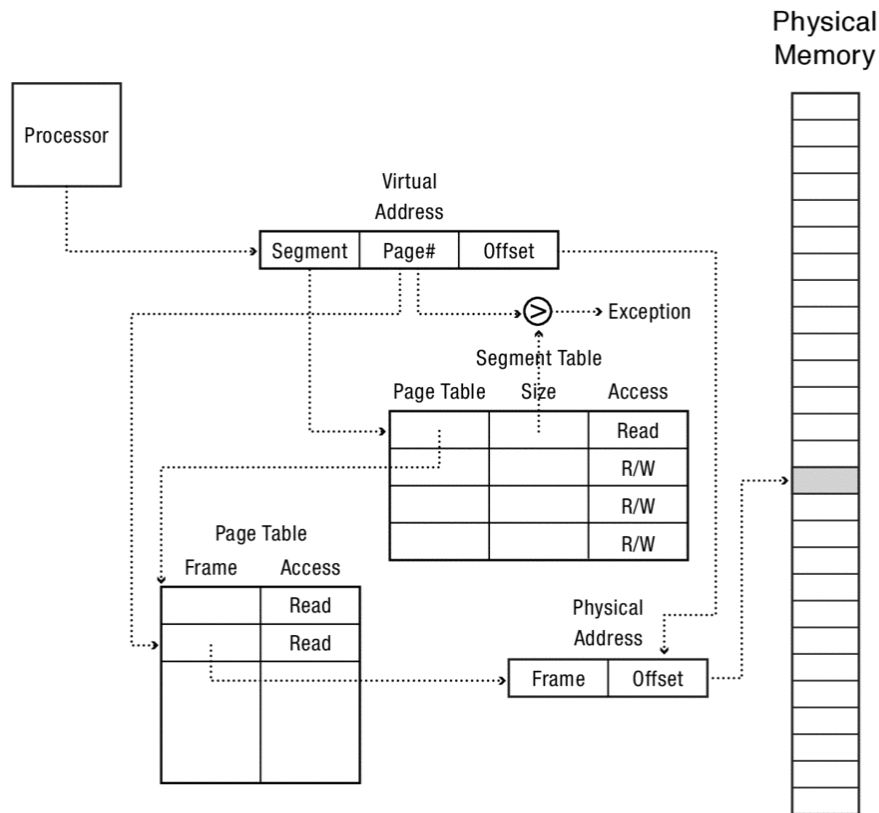 Physical
Memory
Processor
Virtual
Address
Segment Page# Offset
> Exception
Segment Table
Page Table Size Access
Read
R/W
R/W
R/W
Page Table
Frame Access
Read
Read
Physical
Address
Frame Offset